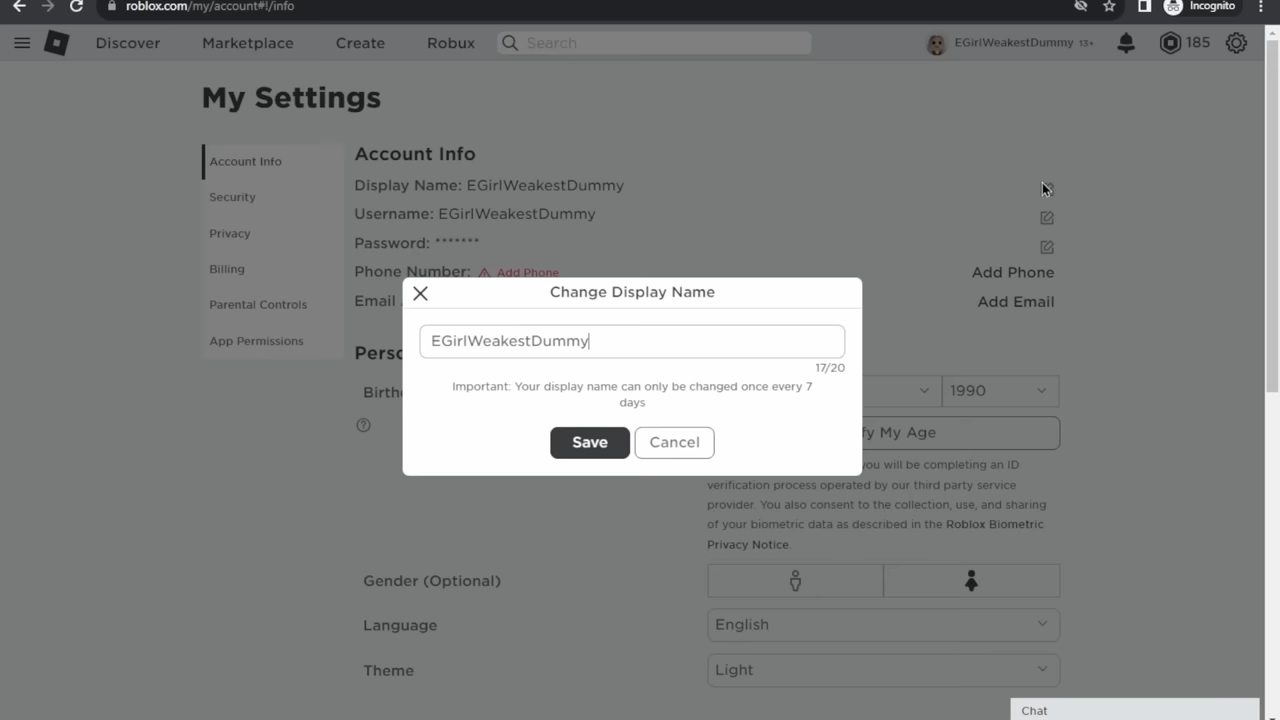 roblox.com/my/account#!/info
Incognito
Discover
Marketplace
Create
Robux
Search
EGirlWeakestDummy 13+
185
My Settings
Account Info
Security
Privacy
Billing
Parental Controls
App Permissions
Account Info
Display Name: EGirlWeakestDummy
Username: EGirlWeakestDummy
Password: *******
Phone Number: Add Phone
Add Phone
Email
Add Email
Change Display Name
EGirlWeakestDummy
17/20
Important: Your display name can only be changed once every 7
days
Save
Cancel
Perso
Birth
1990
fy My Age
you will be completing an ID
verification process operated by our third party service
provider. You also consent to the collection, use, and sharing
of your biometric data as described in the Roblox Biometric
Privacy Notice.
Gender (Optional)
Language
English
Theme
Light
Chat